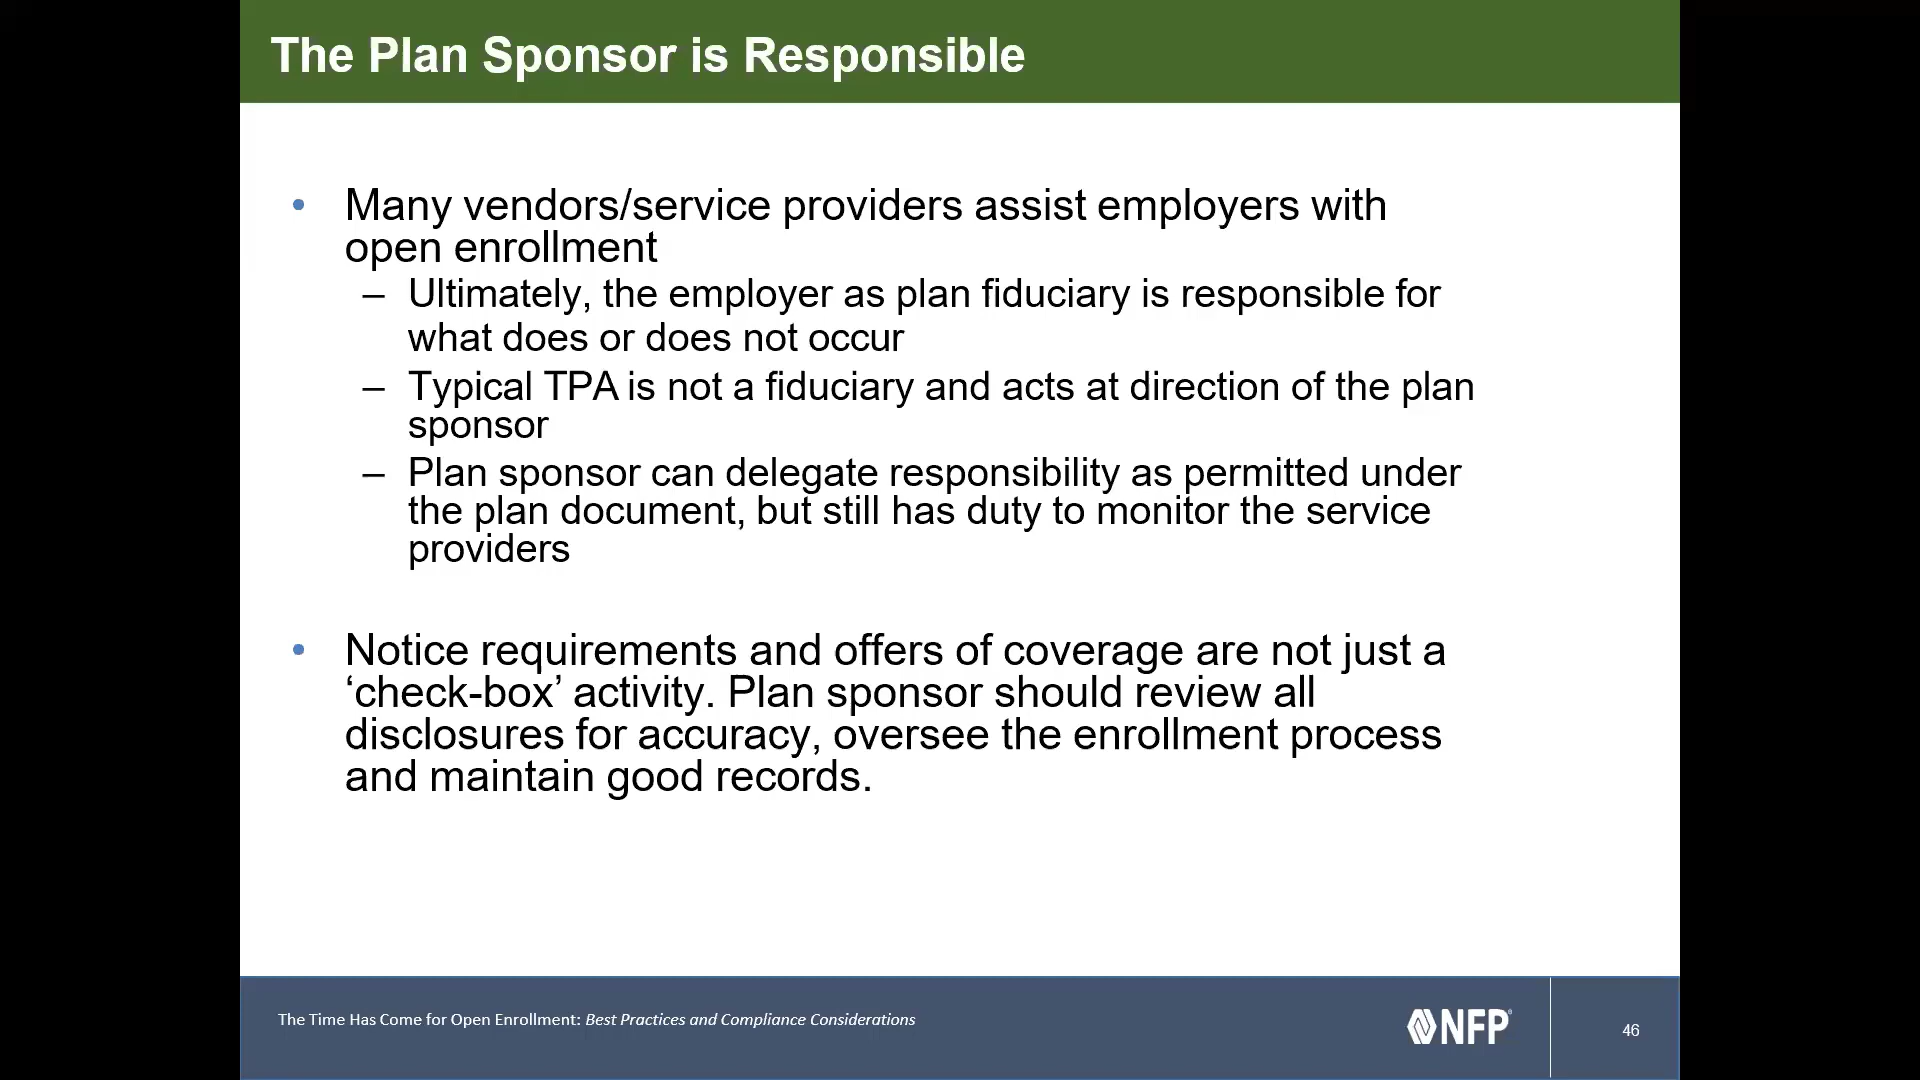 The Plan Sponsor is Responsible
• Many vendors/service providers assist employers with
open enrollment
– Ultimately, the employer as plan fiduciary is responsible for
what does or does not occur
– Typical TPA is not a fiduciary and acts at direction of the plan
sponsor
– Plan sponsor can delegate responsibility as permitted under
the plan document, but still has duty to monitor the service
providers
• Notice requirements and offers of coverage are not just a
‘check-box’ activity. Plan sponsor should review all
disclosures for accuracy, oversee the enrollment process
and maintain good records.
The Time Has Come for Open Enrollment: Best Practices and Compliance Considerations
NFP
46